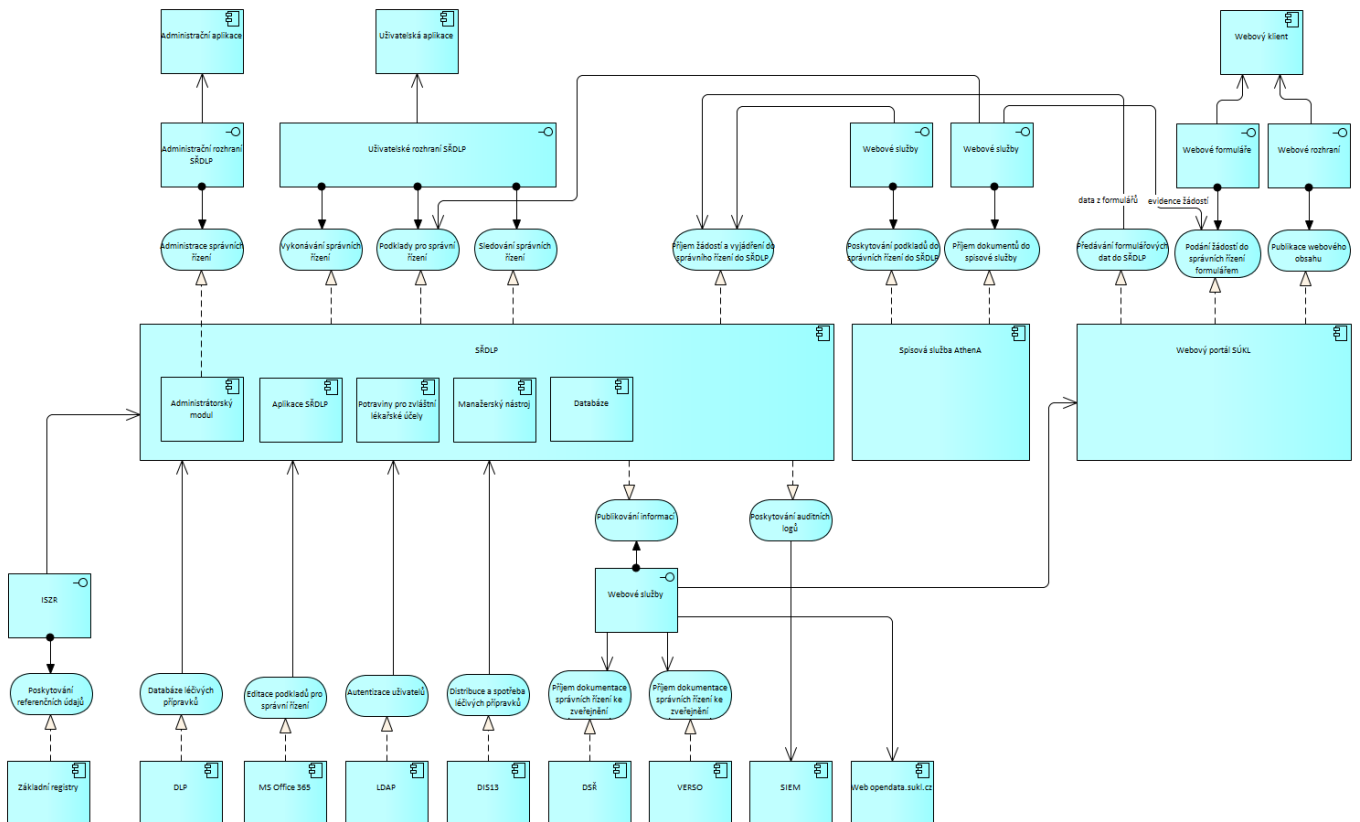 Administrační aplikace
Uživatelská aplikace
Webový klient
Administrační rozhraní
SŘDLP
Uživatelské rozhraní SŘDLP
Webové služby
Webové služby
Webové formuláře
Webové rozhraní
data z formulářů
evidence žádostí
Administrace správních
řízení
Vykonávání správních
řízení
Podklady pro správní
řízení
Sledování správních
řízení
Příjem žádostí a vyjádření do
správního řízení do SŘDLP
Poskytování podkladů do
správních řízení do SŘDLP
Příjem dokumentů do
spisové služby
Předávání formulářových
dat do SŘDLP
Podání žádostí do
správních řízení
formulářem
Publikace webového
obsahu
SŘDLP
Spisová služba AthenA
Webový portál SÚKL
Administrátorský
modul
Aplikace SŘDLP
Potraviny pro zvláštní
lékařské účely
Manažerský nástroj
Databáze
Publikování informací
Poskytování auditních
logů
ISZR
Webové služby
Poskytování
referenčních údajů
Databáze léčivých
přípravků
Editace podkladů pro
správní řízení
Autentizace uživatelů
Distribuce a spotřeba
léčivých přípravků
Příjem dokumentace
správních řízení ke
zveřejnění
Příjem dokumentace
správních řízení ke
zveřejnění
Základní registry
DLP
MS Office 365
LDAP
DIS13
DSŘ
VERSO
SIEM
Web opendata.sukl.cz